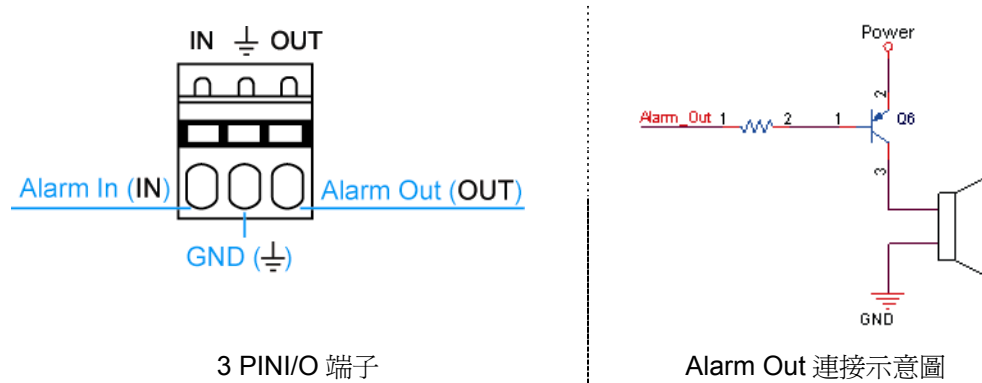 IN ⏚ OUT
Alarm In (IN)
Alarm Out (OUT)
GND (⏚)
3 PINI/O 端子
Power
2
Alarm_Out 1 2 1 Q6
3
GND
Alarm Out 連接示意圖